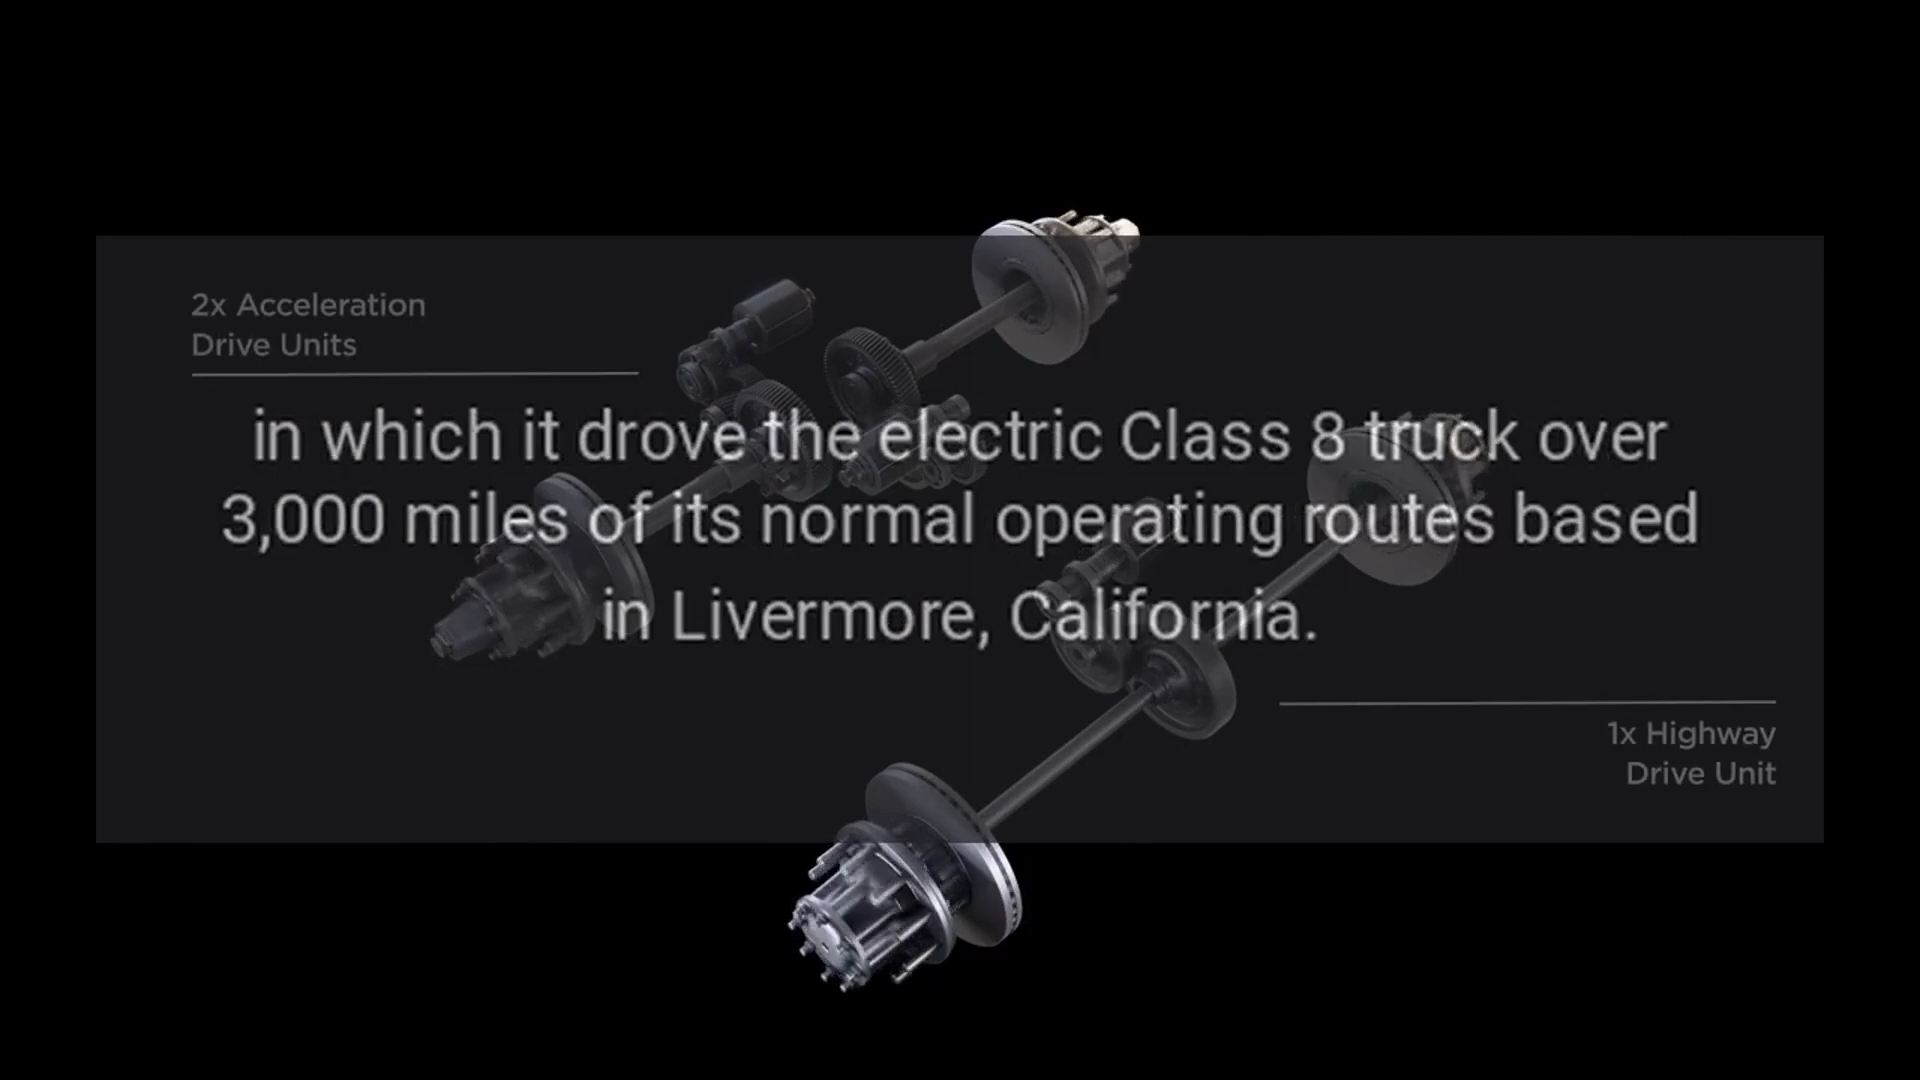 2x Acceleration
Drive Units
in which it drove the electric Class 8 truck over
3,000 miles of its normal operating routes based
in Livermore, California.
1x Highway
Drive Unit